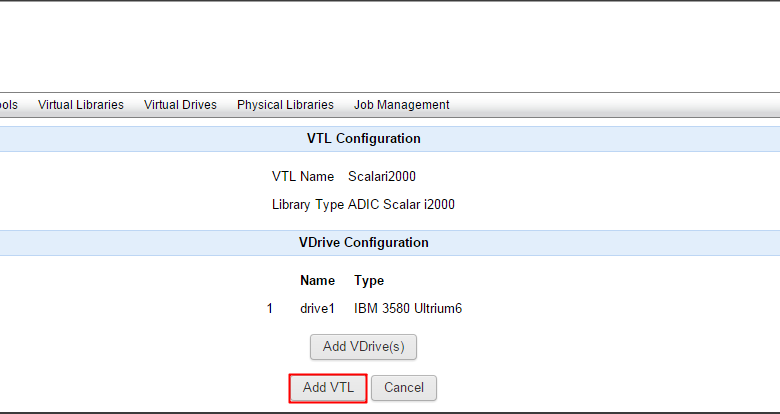 ools Virtual Libraries Virtual Drives Physical Libraries Job Management
VTL Configuration
VTL Name Scalari2000
Library Type ADIC Scalar i2000
VDrive Configuration
Name Type
1 drive1 IBM 3580 Ultrium6
Add VDrive(s)
Add VTL Cancel